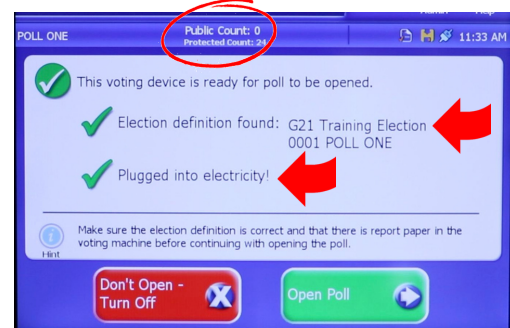 Help
POLL ONE
Public Count: 0
Protected Count: 24
11:33 AM
This voting device is ready for poll to be opened.
Election definition found: G21 Training Election
0001 POLL ONE
Plugged into electricity!
Hint
Make sure the election definition is correct and that there is report paper in the
voting machine before continuing with opening the poll.
Don't Open -
Turn Off
Open Poll